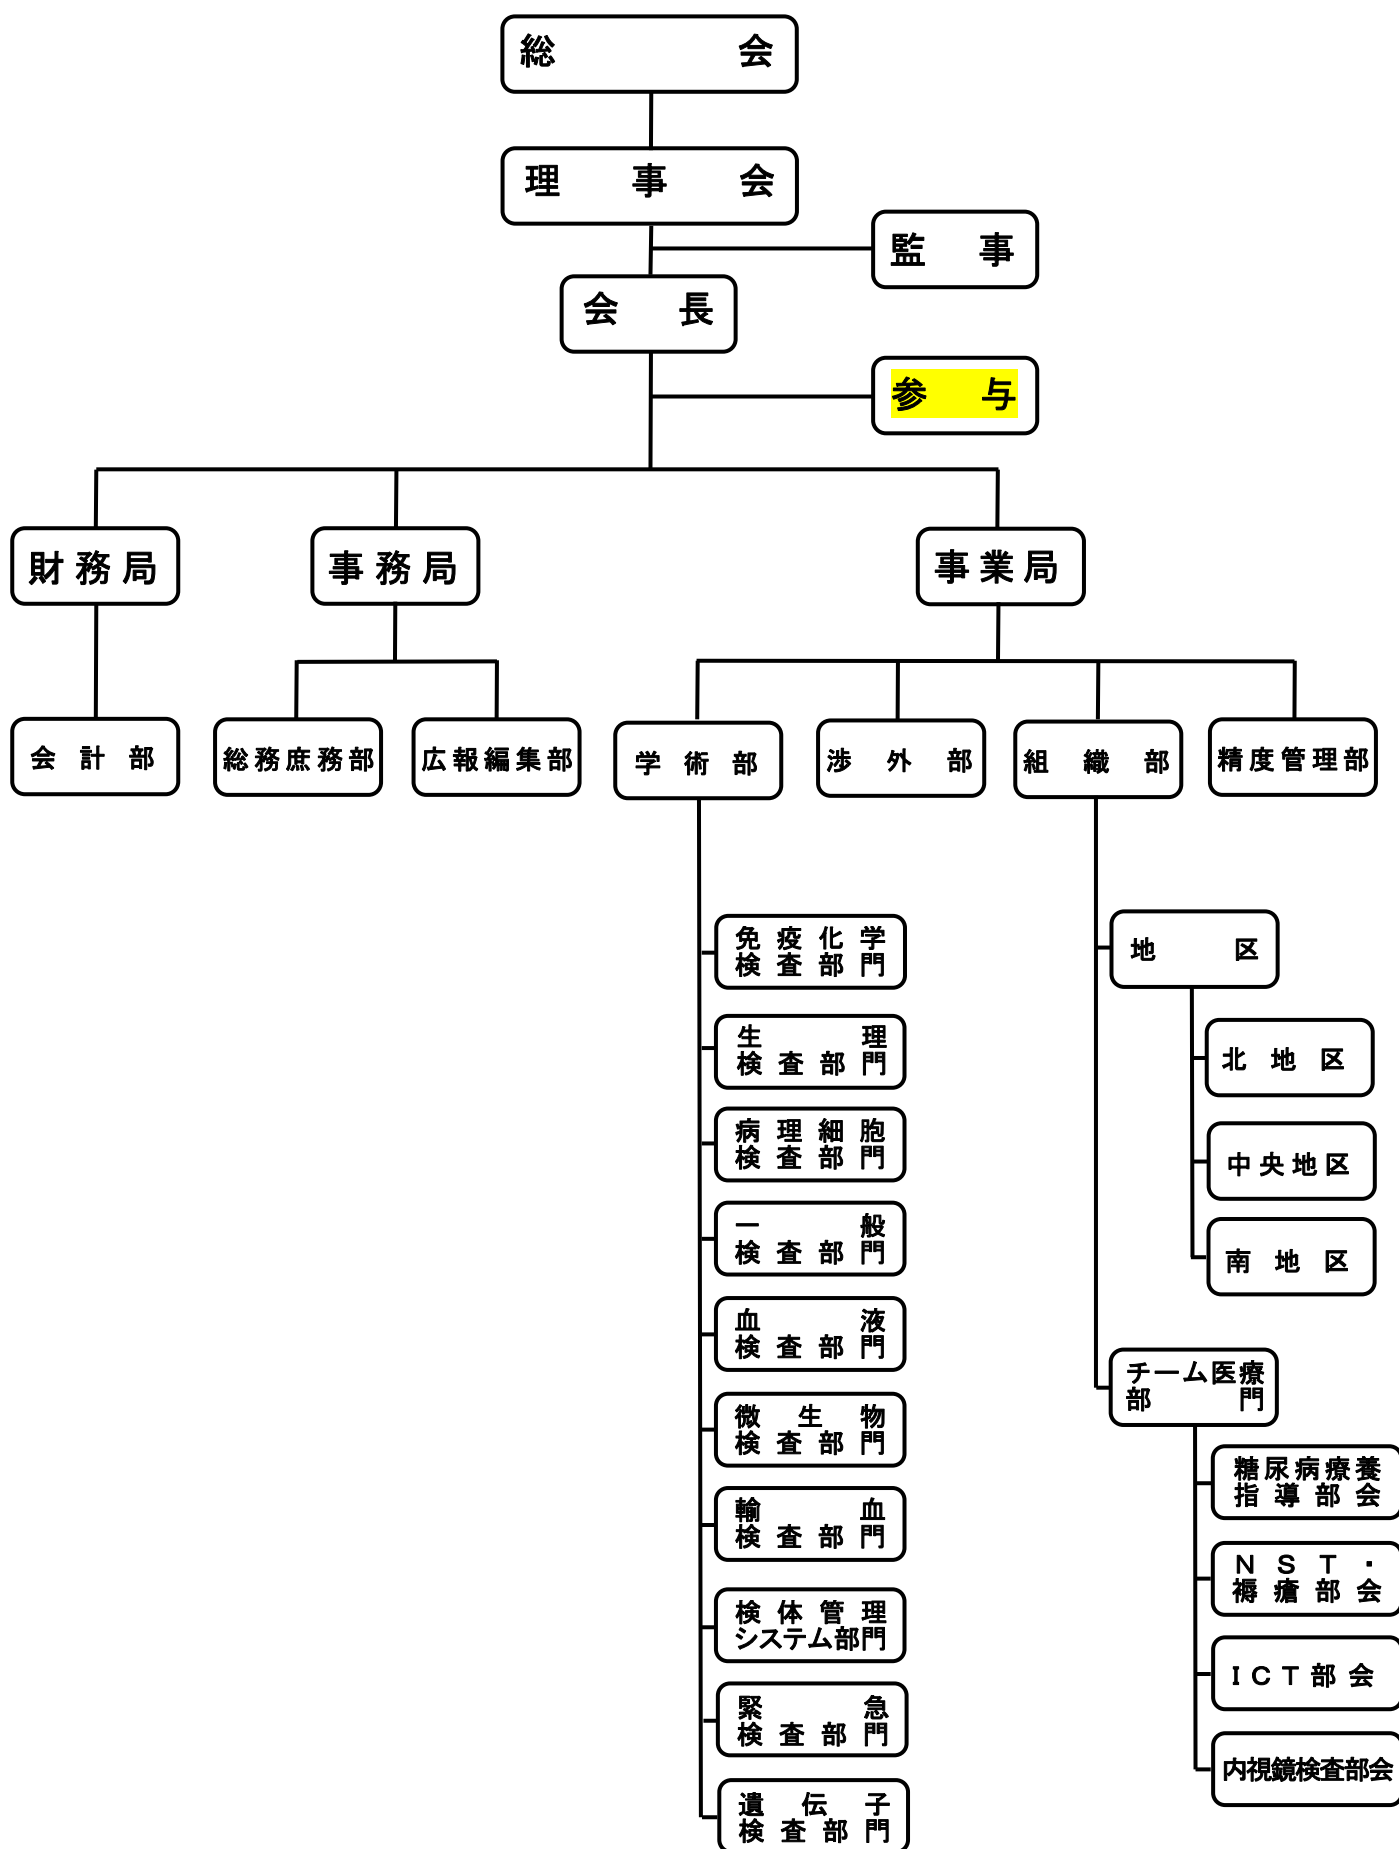 総会
理事会
監事
会長
参与
財務局
事務局
事業局
会計部
総務庶務部
広報編集部
学術部
渉外部
組織部
精度管理部
免疫化学
検査部門
生理
検査部門
病理細胞
検査部門
一般
検査部門
血液
検査部門
微生物
検査部門
輸血
検査部門
検体管理
システム部門
緊急
検査部門
遺伝子
検査部門
地区
北地区
中央地区
南地区
チーム医療
部門
糖尿病療養
指導部会
ＮＳＴ・
褥瘡部会
ＩＣＴ部会
内視鏡検査部会